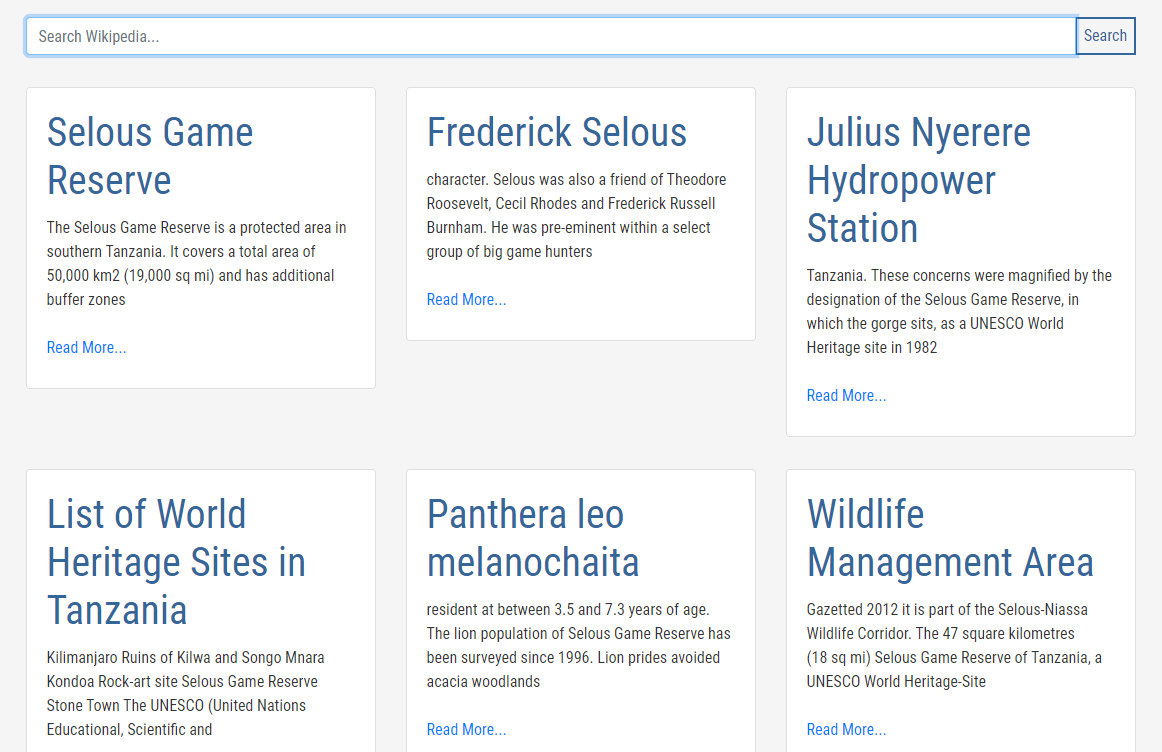 Search Wikipedia...
Search
Selous Game
Reserve
The Selous Game Reserve is a protected area in
southern Tanzania. It covers a total area of
50,000 km2 (19,000 sq mi) and has additional
buffer zones
Read More...
Frederick Selous
character. Selous was also a friend of Theodore
Roosevelt, Cecil Rhodes and Frederick Russell
Burnham. He was pre-eminent within a select
group of big game hunters
Read More...
Julius Nyerere
Hydropower
Station
Tanzania. These concerns were magnified by the
designation of the Selous Game Reserve, in
which the gorge sits, as a UNESCO World
Heritage site in 1982
Read More...
List of World
Heritage Sites in
Tanzania
Kilimanjaro Ruins of Kilwa and Songo Mnara
Kondoa Rock-art site Selous Game Reserve
Stone Town The UNESCO (United Nations
Educational, Scientific and
Panthera leo
melanochaita
resident at between 3.5 and 7.3 years of age.
The lion population of Selous Game Reserve has
been surveyed since 1996. Lion prides avoided
acacia woodlands
Read More...
Wildlife
Management Area
Gazetted 2012 it is part of the Selous-Niassa
Wildlife Corridor. The 47 square kilometres
(18 sq mi) Selous Game Reserve of Tanzania, a
UNESCO World Heritage-Site
Read More...